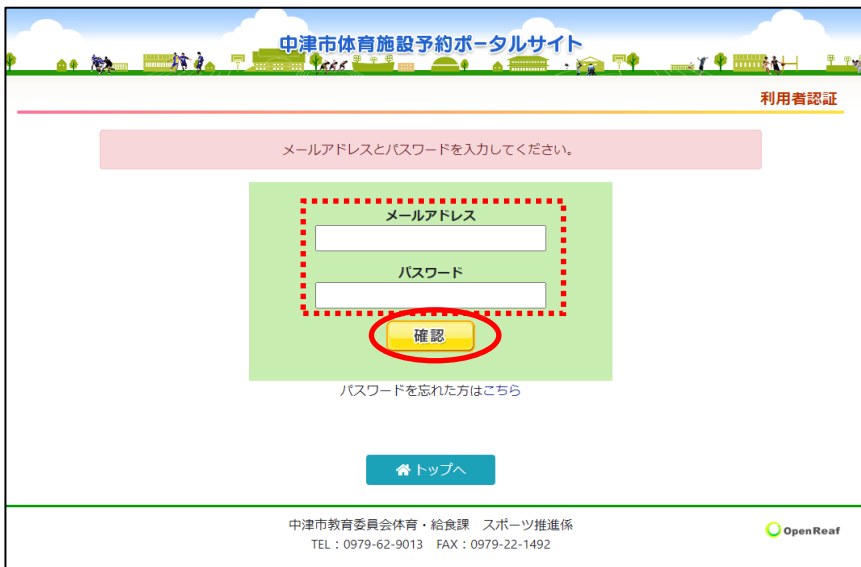 中津市体育施設予約ポータルサイト
利用者認証
メールアドレスとパスワードを入力してください。
メールアドレス
パスワード
確認
パスワードを忘れた方はこちら
トップへ
中津市教育委員会体育・給食課　スポーツ推進係
TEL：0979-62-9013　FAX：0979-22-1492
OpenReaf